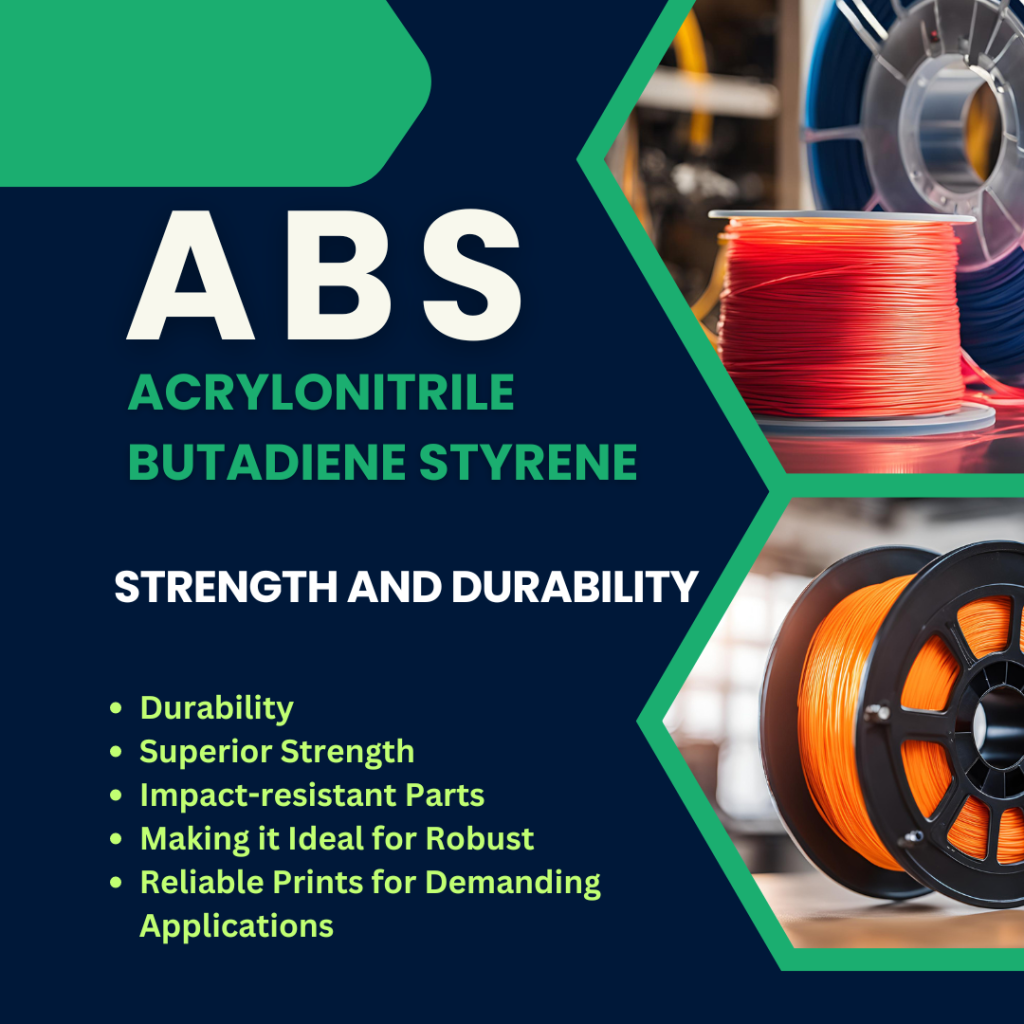 ABS
ACRYLONITRILE
BUTADIENE STYRENE
STRENGTH AND DURABILITY
• Durability
• Superior Strength
• Impact-resistant Parts
• Making it Ideal for Robust
• Reliable Prints for Demanding
Applications